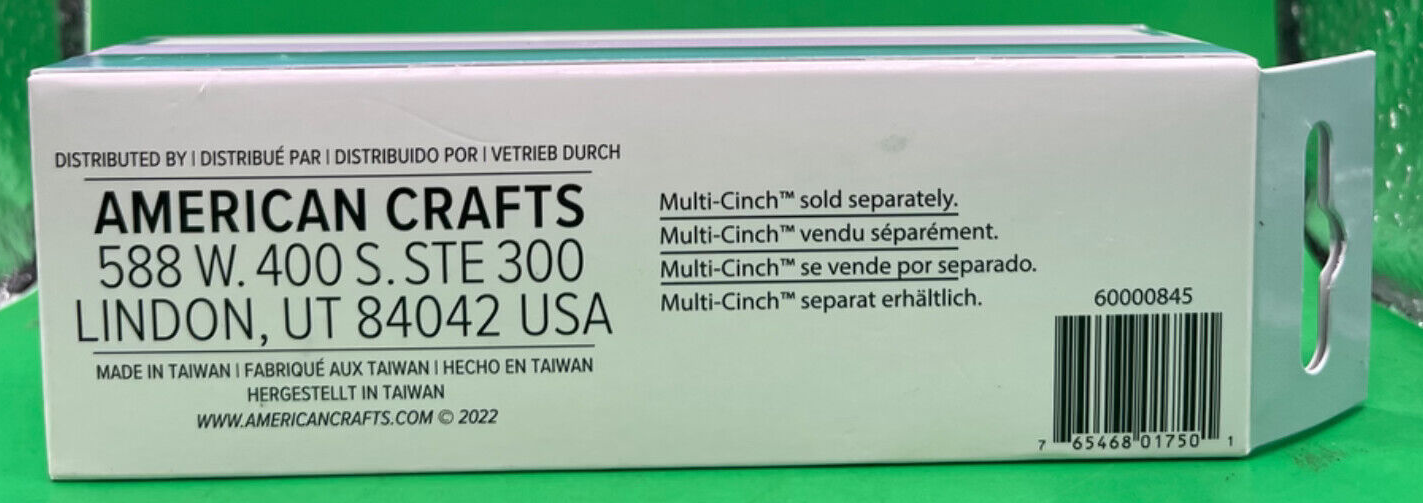 DISTRIBUTED BY | DISTRIBUÉ PAR | DISTRIBUIDO POR | VETRIEB DURCH
AMERICAN CRAFTS
588 W. 400 S. STE 300
LINDON, UT 84042 USA
MADE IN TAIWAN | FABRIQUÉ AUX TAIWAN | HECHO EN TAIWAN
HERGESTELLT IN TAIWAN
WWW.AMERICANCRAFTS.COM © 2022
Multi-Cinch™ sold separately.
Multi-Cinch™ vendu séparément.
Multi-Cinch™ se vende por separado.
Multi-Cinch™ separat erhältlich.
60000845
7 65468 01750 1